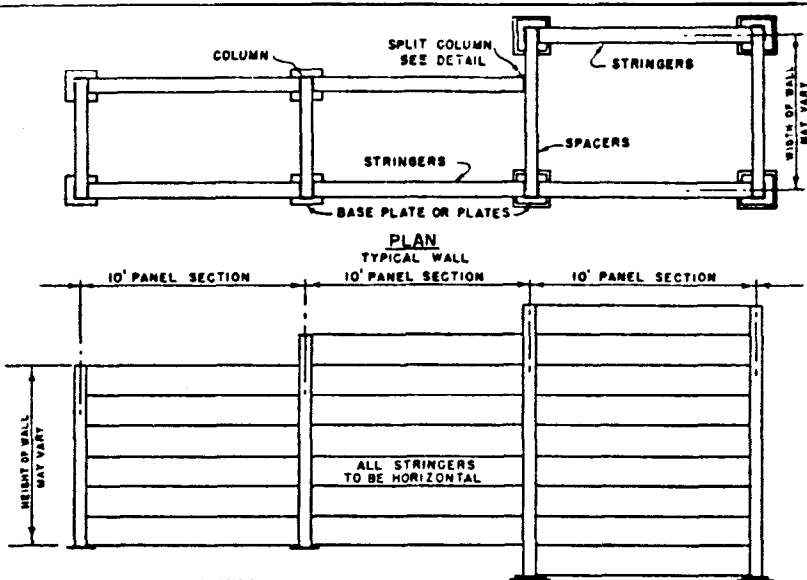 COLUMN
SPLIT COLUMN
SEE DETAIL
STRINGERS
WIDTH OF WALL
MAY VARY
SPACERS
STRINGERS
BASE PLATE OR PLATES
PLAN
TYPICAL WALL
10' PANEL SECTION
10' PANEL SECTION
10' PANEL SECTION
HEIGHT OF WALL
MAY VARY
ALL STRINGERS
TO BE HORIZONTAL